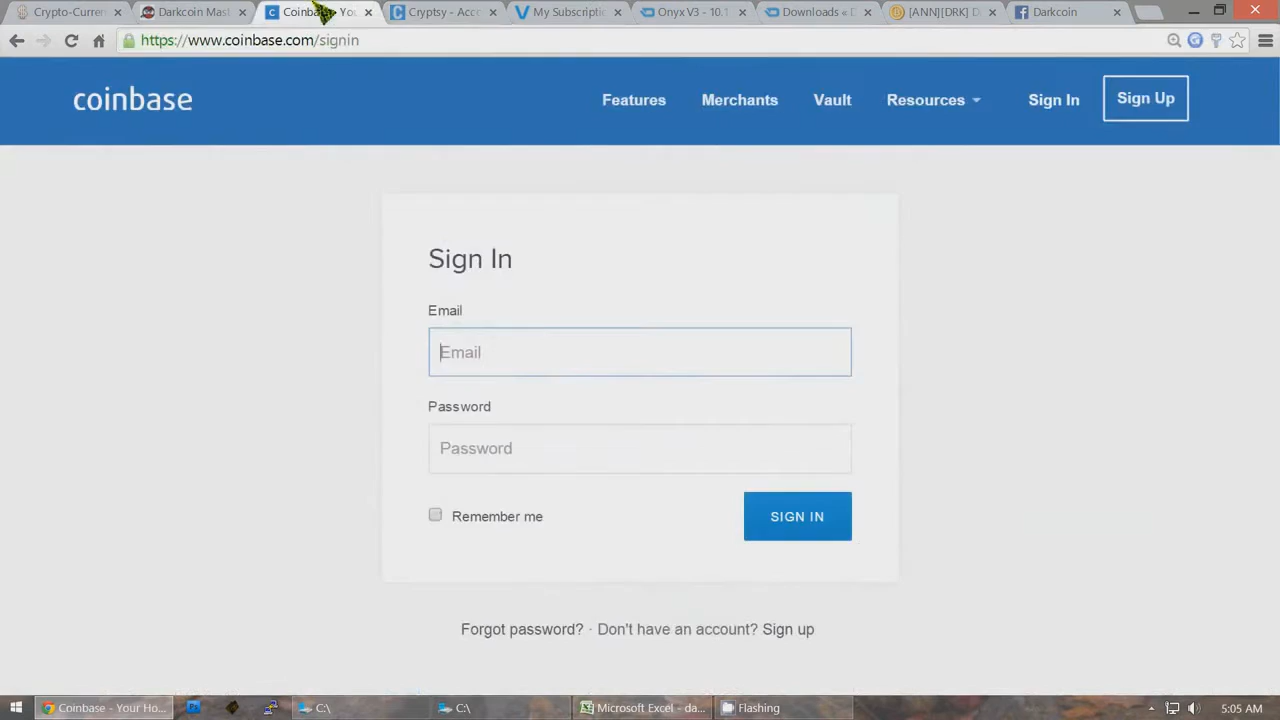 Crypto-Curren
Darkcoin Mas
Coinbase - You
Cryptsy - Acc
My Subscriptio
Onyx V3 - 10.1
Downloads « D
[ANN][DRK] D
Darkcoin
https://www.coinbase.com/signin
coinbase
Features
Merchants
Vault
Resources
Sign In
Sign Up
Sign In
Email
Email
Password
Password
Remember me
SIGN IN
Forgot password? · Don't have an account? Sign up
Coinbase - Your Ho...
C:\
C:\
Microsoft Excel - da...
Flashing
5:05 AM